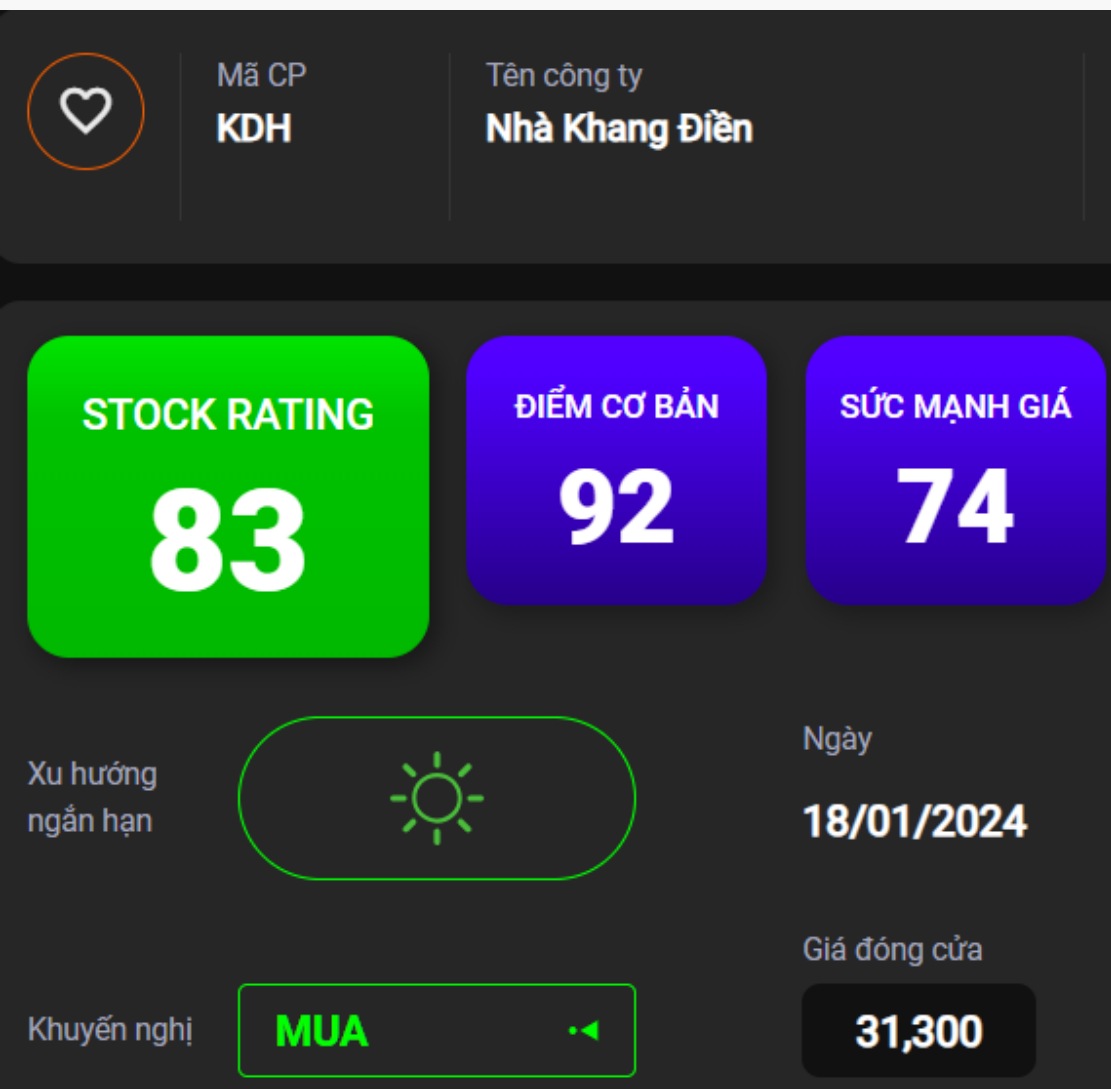 Mã CP
KDH
Tên công ty
Nhà Khang Điền
STOCK RATING
83
ĐIỂM CƠ BẢN
92
SỨC MẠNH GIÁ
74
Xu hướng
ngắn hạn
Ngày
18/01/2024
Khuyến nghị
MUA
Giá đóng cửa
31,300